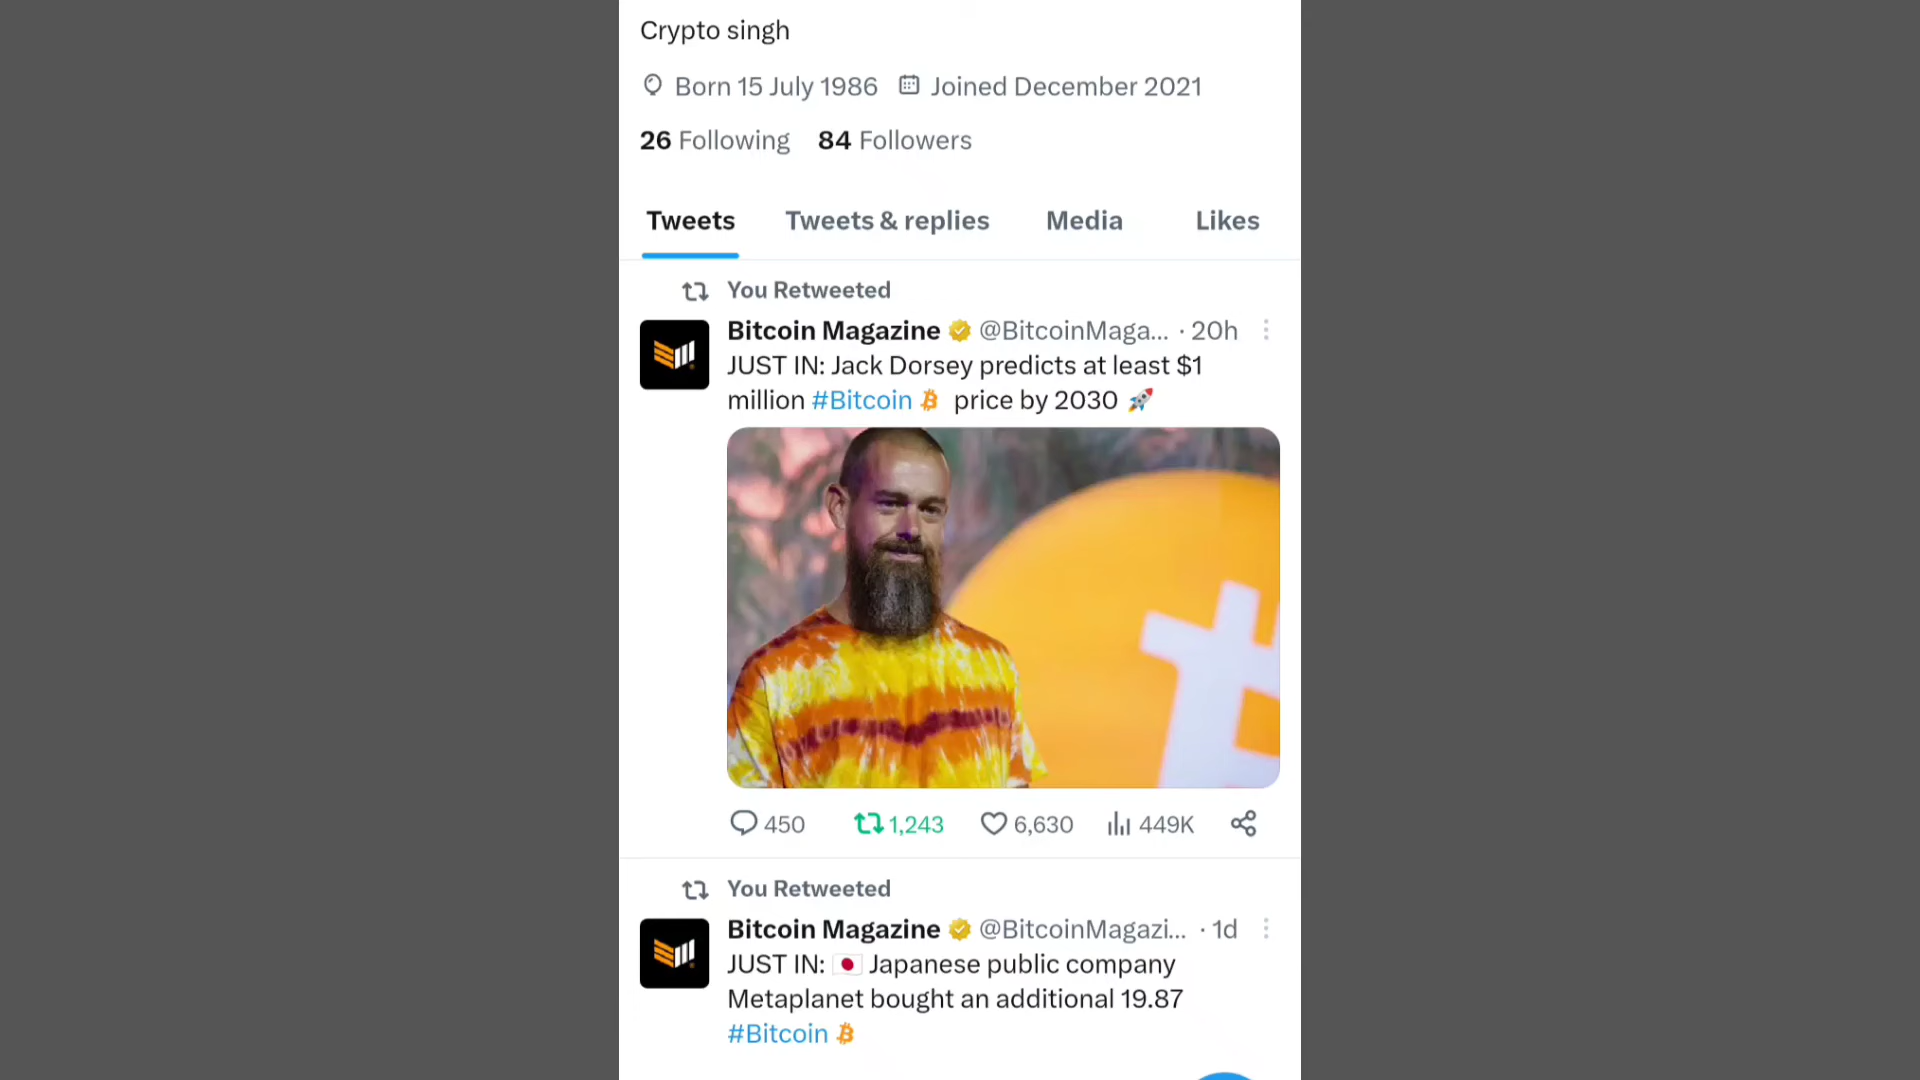 Crypto singh
Born 15 July 1986 Joined December 2021
26 Following 84 Followers
Tweets Tweets & replies Media Likes
You Retweeted
Bitcoin Magazine @BitcoinMaga... · 20h
JUST IN: Jack Dorsey predicts at least $1
million #Bitcoin price by 2030 🚀
450 1,243 6,630 449K
You Retweeted
Bitcoin Magazine @BitcoinMagazi... · 1d
JUST IN: 🇯🇵 Japanese public company
Metaplanet bought an additional 19.87
#Bitcoin